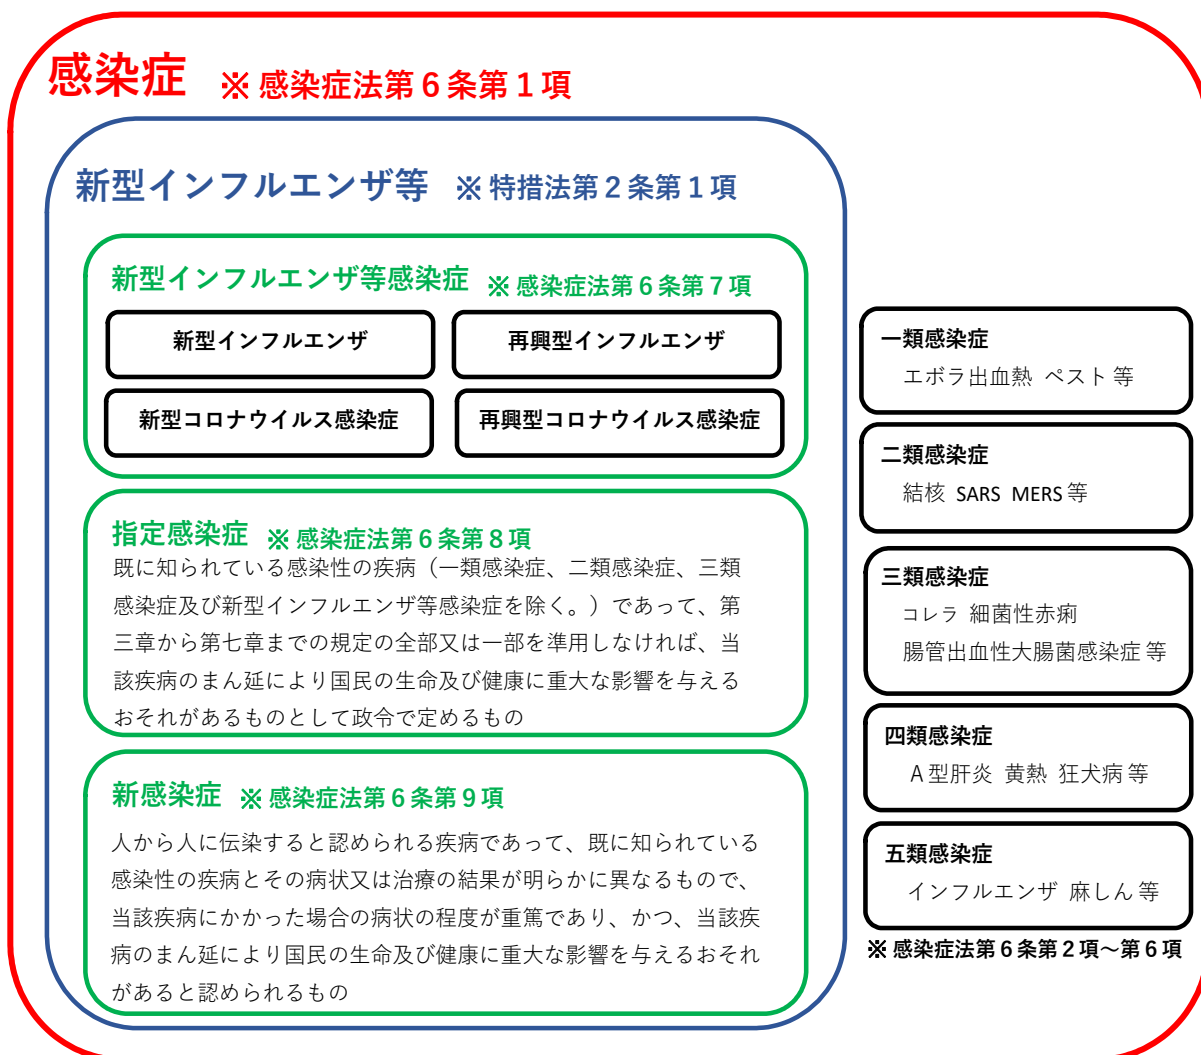 感染症 ※ 感染症法第６条第１項
新型インフルエンザ等 ※ 特措法第２条第１項
新型インフルエンザ等感染症 ※ 感染症法第６条第７項
新型インフルエンザ
再興型インフルエンザ
新型コロナウイルス感染症
再興型コロナウイルス感染症
指定感染症 ※ 感染症法第６条第８項
既に知られている感染性の疾病（一類感染症、二類感染症、三類
感染症及び新型インフルエンザ等感染症を除く。）であって、第
三章から第七章までの規定の全部又は一部を準用しなければ、当
該疾病のまん延により国民の生命及び健康に重大な影響を与える
おそれがあるものとして政令で定めるもの
新感染症 ※ 感染症法第６条第９項
人から人に伝染すると認められる疾病であって、既に知られている
感染性の疾病とその病状又は治療の結果が明らかに異なるもので、
当該疾病にかかった場合の病状の程度が重篤であり、かつ、当該疾
病のまん延により国民の生命及び健康に重大な影響を与えるおそれ
があると認められるもの
一類感染症
エボラ出血熱 ペスト 等
二類感染症
結核 SARS MERS 等
三類感染症
コレラ 細菌性赤痢
腸管出血性大腸菌感染症 等
四類感染症
Ａ型肝炎 黄熱 狂犬病 等
五類感染症
インフルエンザ 麻しん 等
※ 感染症法第６条第２項～第６項